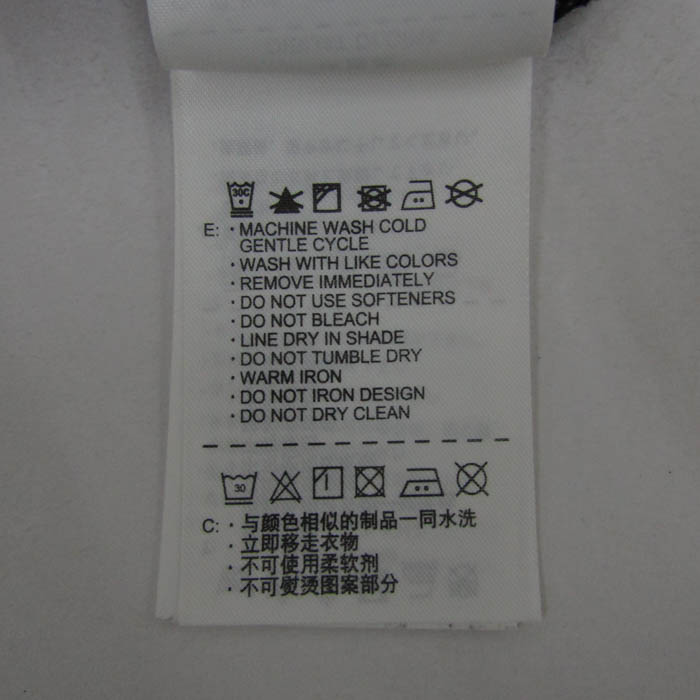 30C
E: · MACHINE WASH COLD
GENTLE CYCLE
· WASH WITH LIKE COLORS
· REMOVE IMMEDIATELY
· DO NOT USE SOFTENERS
· DO NOT BLEACH
· LINE DRY IN SHADE
· DO NOT TUMBLE DRY
· WARM IRON
· DO NOT IRON DESIGN
· DO NOT DRY CLEAN
30
C: · 与颜色相似的制品一同水洗
· 立即移走衣物
· 不可使用柔软剂
· 不可熨烫图案部分